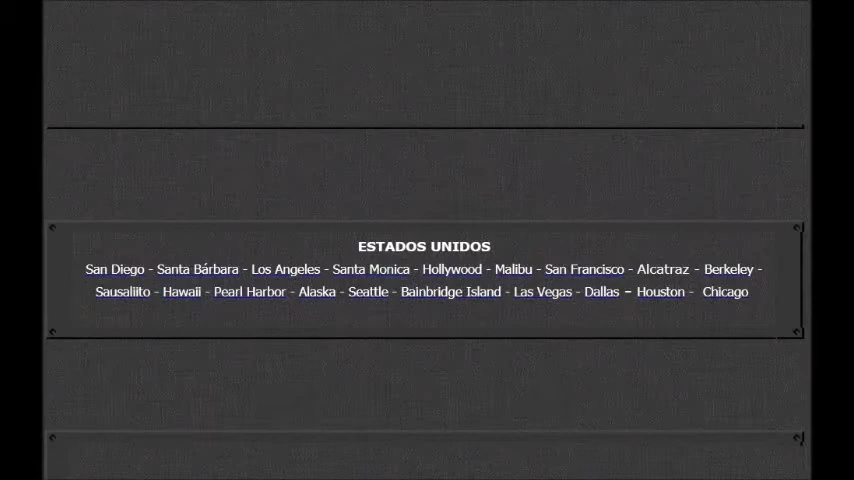 ESTADOS UNIDOS
San Diego - Santa Bárbara - Los Angeles - Santa Monica - Hollywood - Malibu - San Francisco - Alcatraz - Berkeley -
Sausaliito - Hawaii - Pearl Harbor - Alaska - Seattle - Bainbridge Island - Las Vegas - Dallas – Houston - Chicago